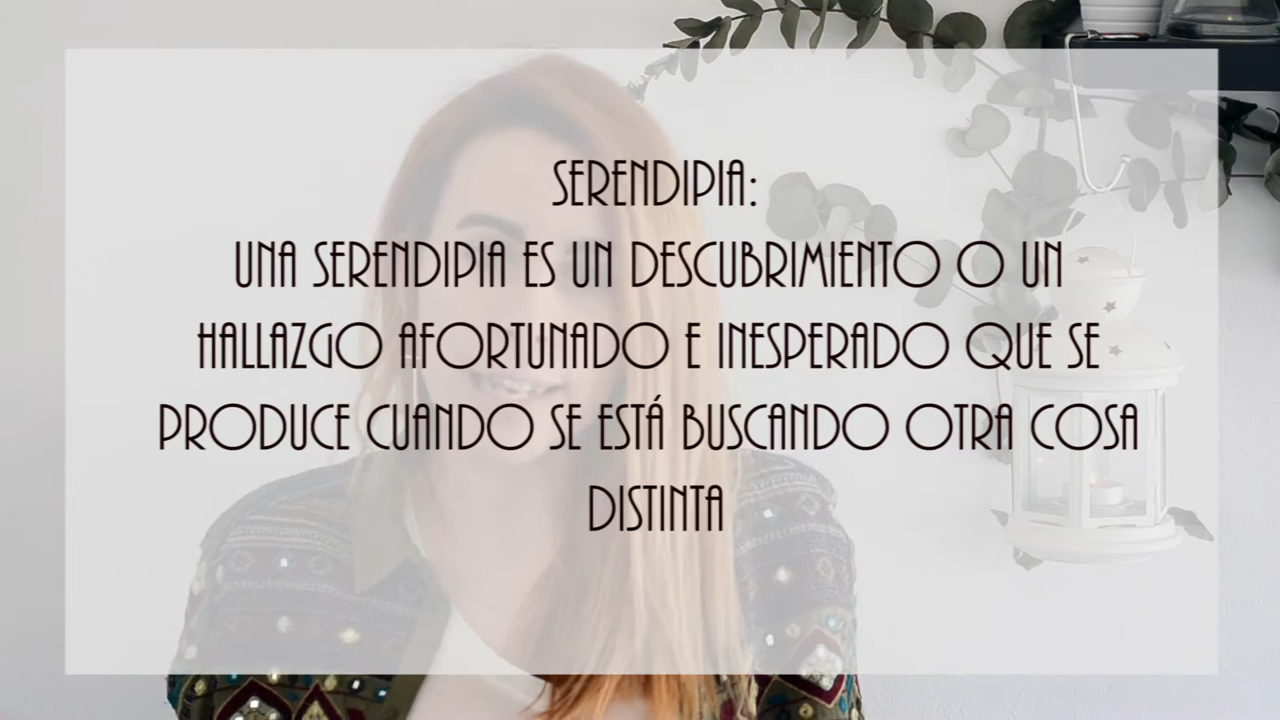 SERENDIPIA:
UNA SERENDIPIA ES UN DESCUBRIMIENTO O UN
HALLAZGO AFORTUNADO E INESPERADO QUE SE
PRODUCE CUANDO SE ESTÁ BUSCANDO OTRA COSA
DISTINTA